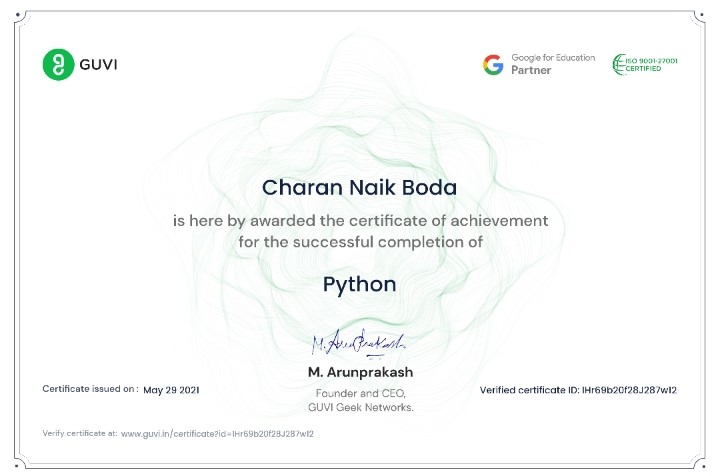 GUVI
Google for Education
Partner
ISO 9001-27001
CERTIFIED
Charan Naik Boda
is here by awarded the certificate of achievement
for the successful completion of
Python
M. Arunprakash
M. Arunprakash
Founder and CEO,
GUVI Geek Networks.
Certificate issued on : May 29 2021
Verified certificate ID: IHr69b20f28J287w12
Verify certificate at: www.guvi.in/certificate?id=IHr69b20f28J287w12